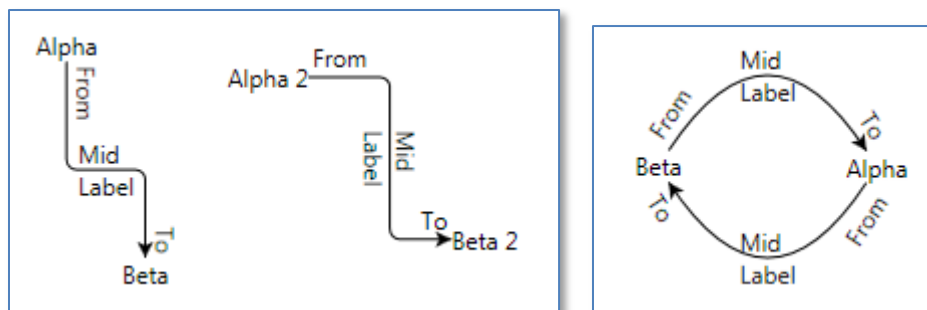 Alpha
From
Mid
Label
To
Beta
Alpha 2
From
Mid
Label
To
Beta 2
Beta
From
Mid
Label
To
Alpha
From
Mid
Label
To